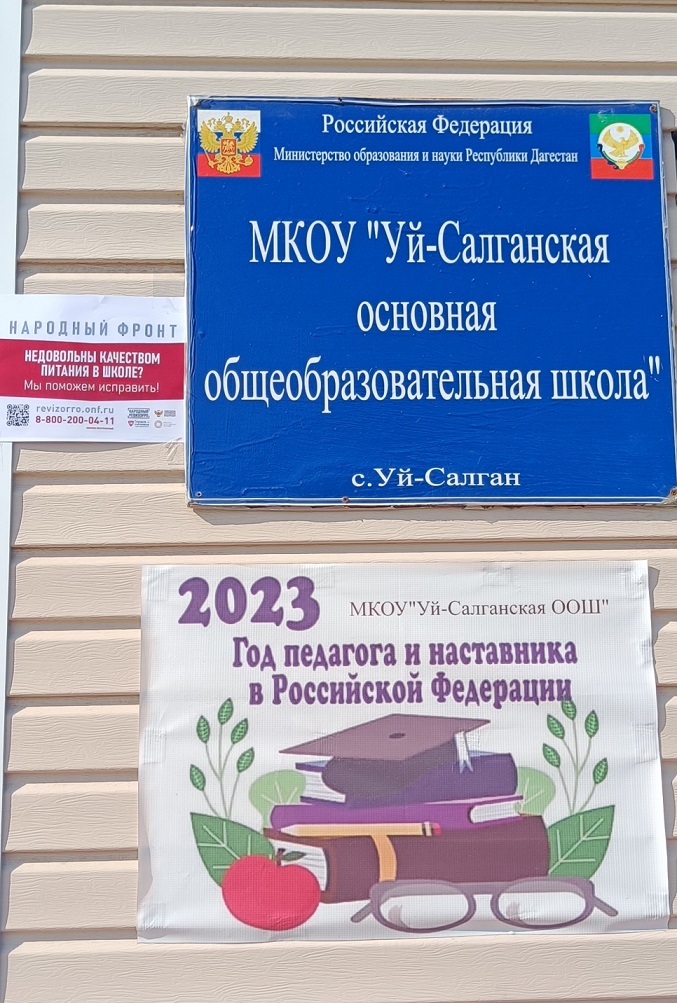 Российская Федерация
Министерство образования и науки Республики Дагестан
МКОУ "Уй-Салганская
основная
общеобразовательная школа"
с.Уй-Салган
НАРОДНЫЙ ФРОНТ
НЕДОВОЛЬНЫ КАЧЕСТВОМ
ПИТАНИЯ В ШКОЛЕ?
Мы поможем исправить!
revizorro.onf.ru
8-800-200-04-11
2023
МКОУ"Уй-Салганская ООШ"
Год педагога и наставника
в Российской Федерации